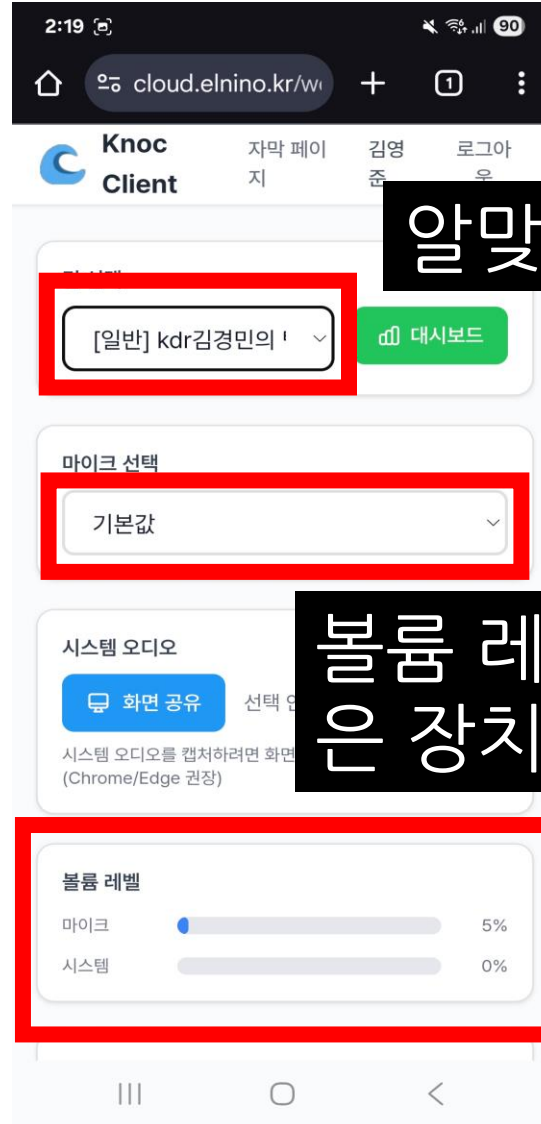 2:19
90
cloud.elnino.kr/w
Knoc
Client
자막 페이
지
김영
준
로그아
알맞
[일반] kdr김경민의
대시보드
마이크 선택
기본값
시스템 오디오
화면 공유
선택
볼륨 레
은 장치
시스템 오디오를 캡처하려면 화면
(Chrome/Edge 권장)
볼륨 레벨
마이크
5%
시스템
0%